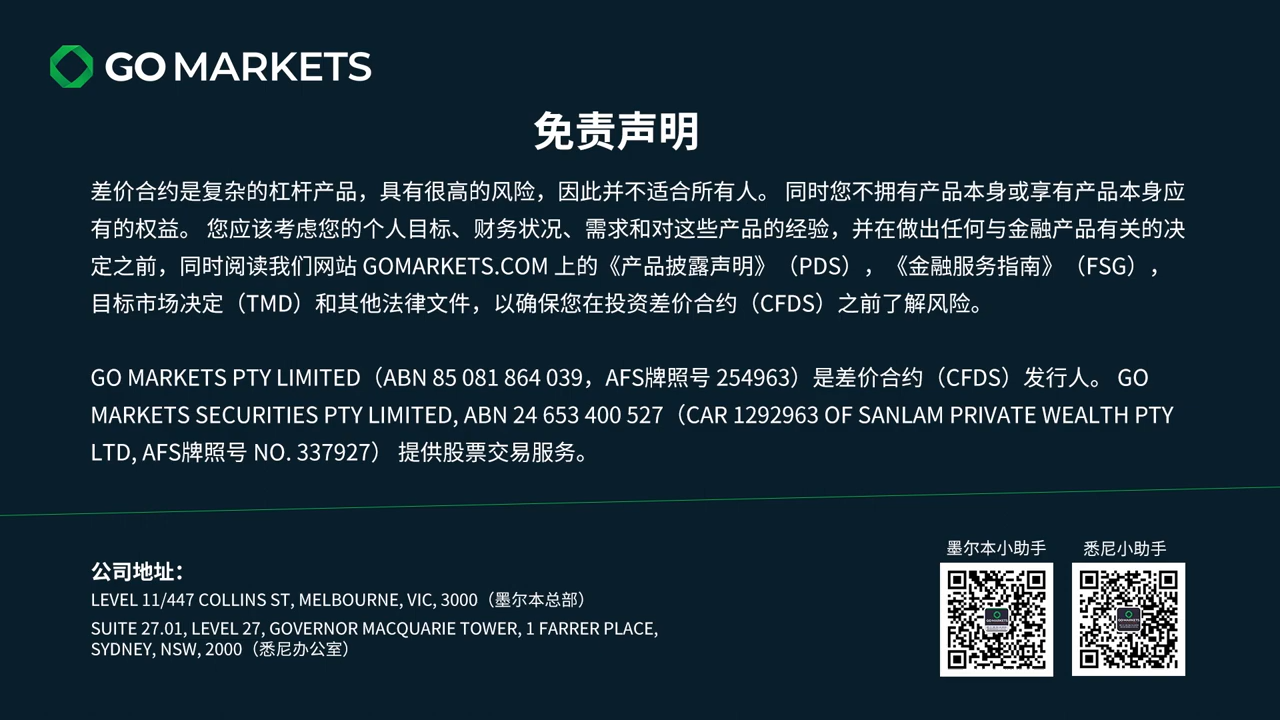 GO MARKETS
免责声明
差价合约是复杂的杠杆产品，具有很高的风险，因此并不适合所有人。 同时您不拥有产品本身或享有产品本身应
有的权益。 您应该考虑您的个人目标、财务状况、需求和对这些产品的经验，并在做出任何与金融产品有关的决
定之前，同时阅读我们网站 GOMARKETS.COM 上的《产品披露声明》（PDS），《金融服务指南》（FSG），
目标市场决定（TMD）和其他法律文件，以确保您在投资差价合约（CFDS）之前了解风险。
GO MARKETS PTY LIMITED（ABN 85 081 864 039，AFS牌照号 254963）是差价合约（CFDS）发行人。 GO
MARKETS SECURITIES PTY LIMITED, ABN 24 653 400 527（CAR 1292963 OF SANLAM PRIVATE WEALTH PTY
LTD, AFS牌照号 NO. 337927） 提供股票交易服务。
墨尔本小助手 悉尼小助手
公司地址：
LEVEL 11/447 COLLINS ST, MELBOURNE, VIC, 3000（墨尔本总部）
SUITE 27.01, LEVEL 27, GOVERNOR MACQUARIE TOWER, 1 FARRER PLACE,
SYDNEY, NSW, 2000（悉尼办公室）